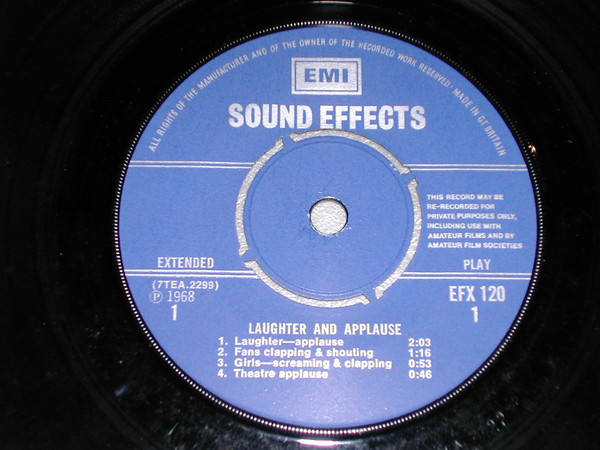 ALL RIGHTS OF THE MANUFACTURER AND OF THE OWNER OF THE RECORDED WORK RESERVED · MADE IN GT BRITAIN
EMI
SOUND EFFECTS
THIS RECORD MAY BE
RE-RECORDED FOR
PRIVATE PURPOSES ONLY,
INCLUDING USE WITH
AMATEUR FILMS AND BY
AMATEUR FILM SOCIETIES
EXTENDED PLAY
(7TEA.2299)
℗ 1968
1
EFX 120
1
LAUGHTER AND APPLAUSE
1. Laughter—applause 2:03
2. Fans clapping & shouting 1:16
3. Girls—screaming & clapping 0:53
4. Theatre applause 0:46